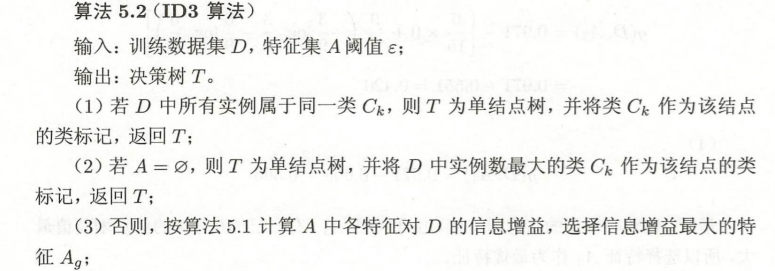 算法 5.2 (ID3 算法)
输入: 训练数据集 D, 特征集 A 阈值 ε;
输出: 决策树 T。
(1) 若 D 中所有实例属于同一类 Cₖ, 则 T 为单结点树, 并将类 Cₖ 作为该结点
的类标记, 返回 T;
(2) 若 A = ∅, 则 T 为单结点树, 并将 D 中实例数最大的类 Cₖ 作为该结点的类
标记, 返回 T;
(3) 否则, 按算法 5.1 计算 A 中各特征对 D 的信息增益, 选择信息增益最大的特
征 A_g;